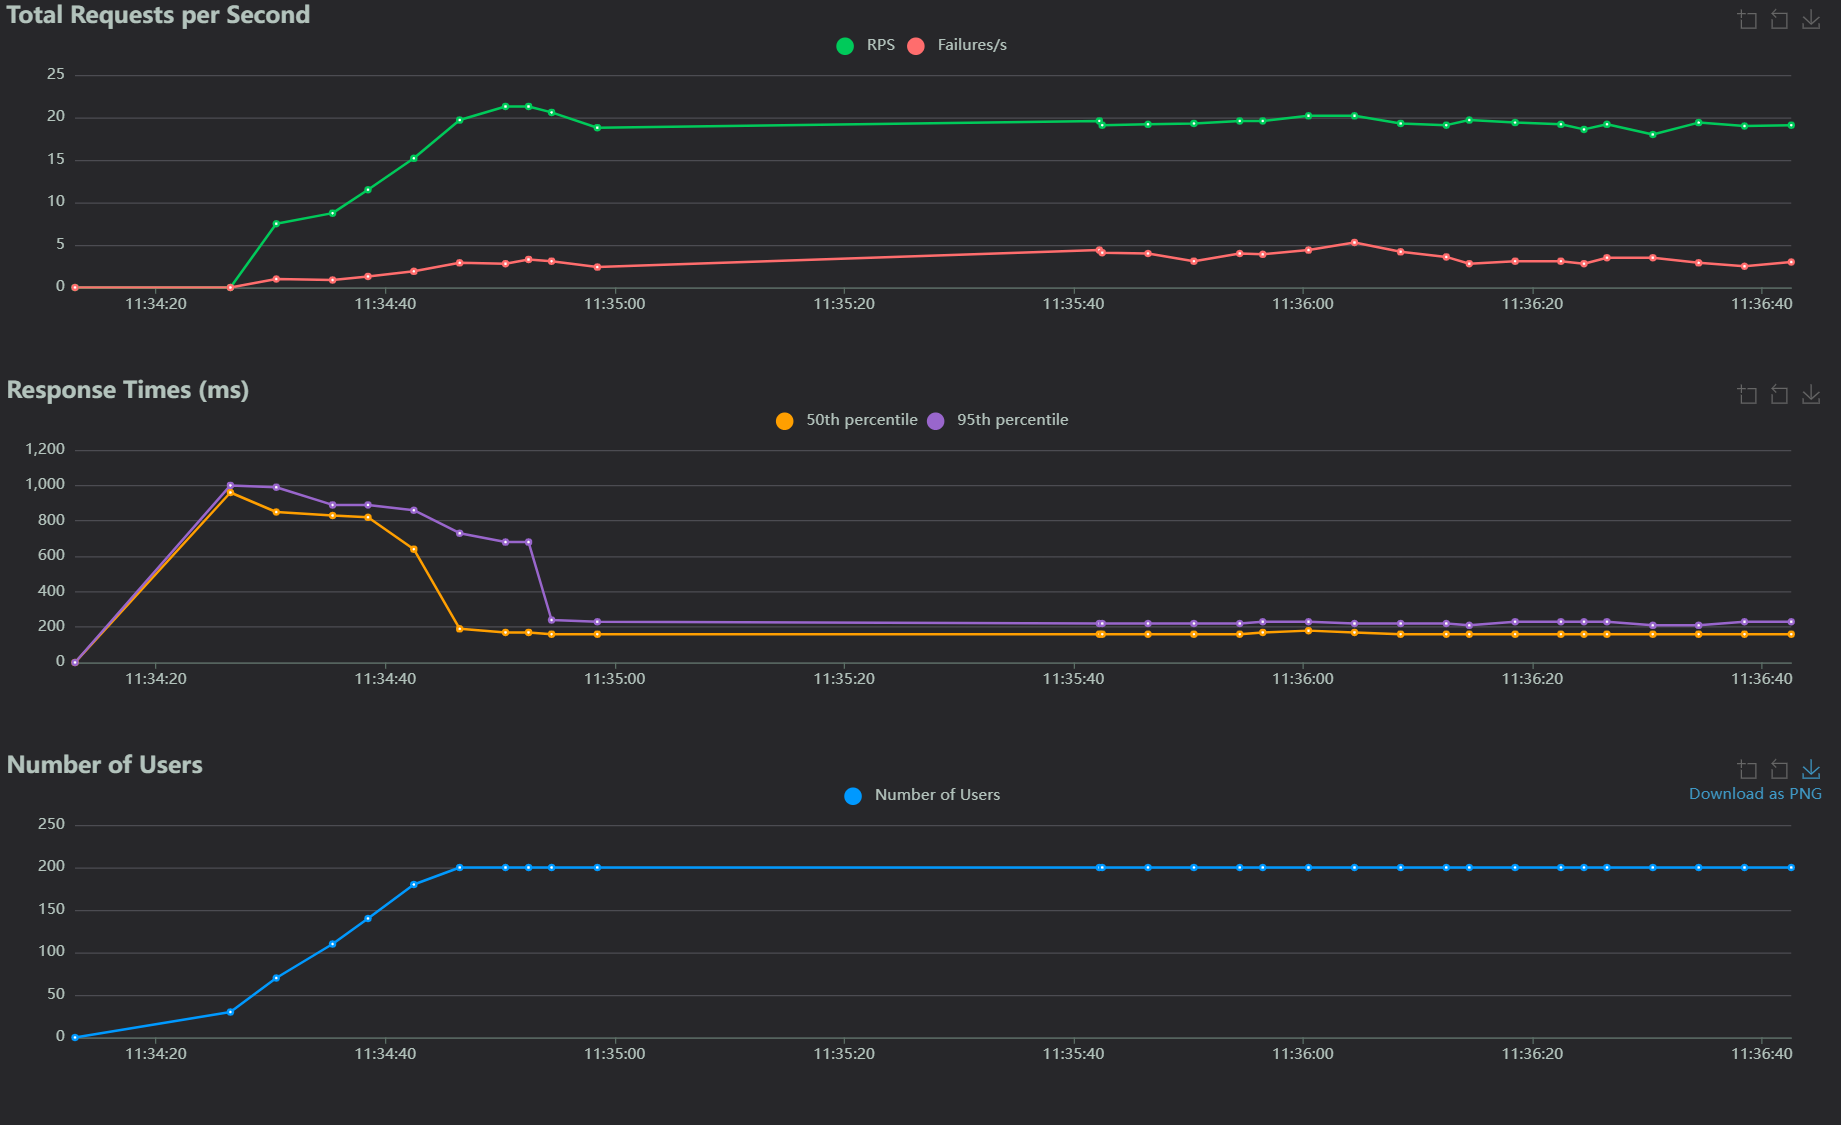 Total Requests per Second
RPS Failures/s
25
20
15
10
5
0
11:34:20 11:34:40 11:35:00 11:35:20 11:35:40 11:36:00 11:36:20 11:36:40
Response Times (ms)
50th percentile 95th percentile
1,200
1,000
800
600
400
200
0
11:34:20 11:34:40 11:35:00 11:35:20 11:35:40 11:36:00 11:36:20 11:36:40
Number of Users
Number of Users
Download as PNG
250
200
150
100
50
0
11:34:20 11:34:40 11:35:00 11:35:20 11:35:40 11:36:00 11:36:20 11:36:40